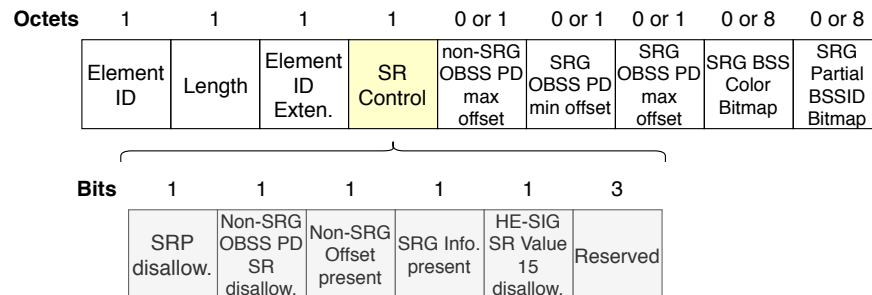 Octets 1 1 1 1 0 or 1 0 or 1 0 or 1 0 or 8 0 or 8
Element
ID
Length
Element
ID
Exten.
SR
Control
non-SRG
OBSS PD
max
offset
SRG
OBSS PD
min offset
SRG
OBSS PD
max
offset
SRG BSS
Color
Bitmap
SRG
Partial
BSSID
Bitmap
Bits 1 1 1 1 1 3
SRP
disallow.
Non-SRG
OBSS PD
SR
disallow.
Non-SRG
Offset
present
SRG Info.
present
HE-SIG
SR Value
15
disallow.
Reserved